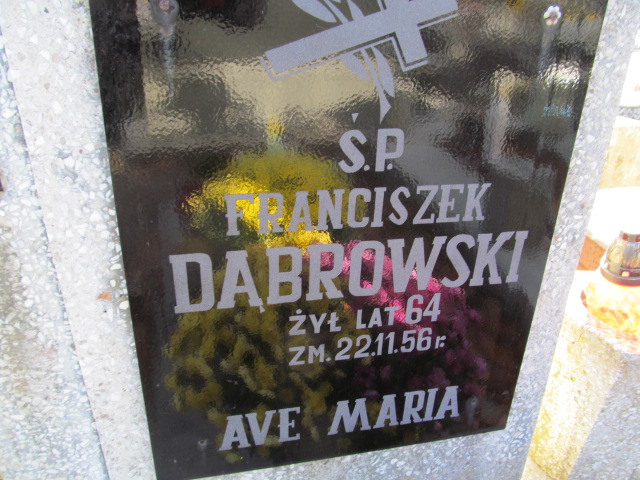 Ś.P.
FRANCISZEK
DĄBROWSKI
ŻYŁ LAT 64
ZM. 22.11.56 r.
AVE MARIA